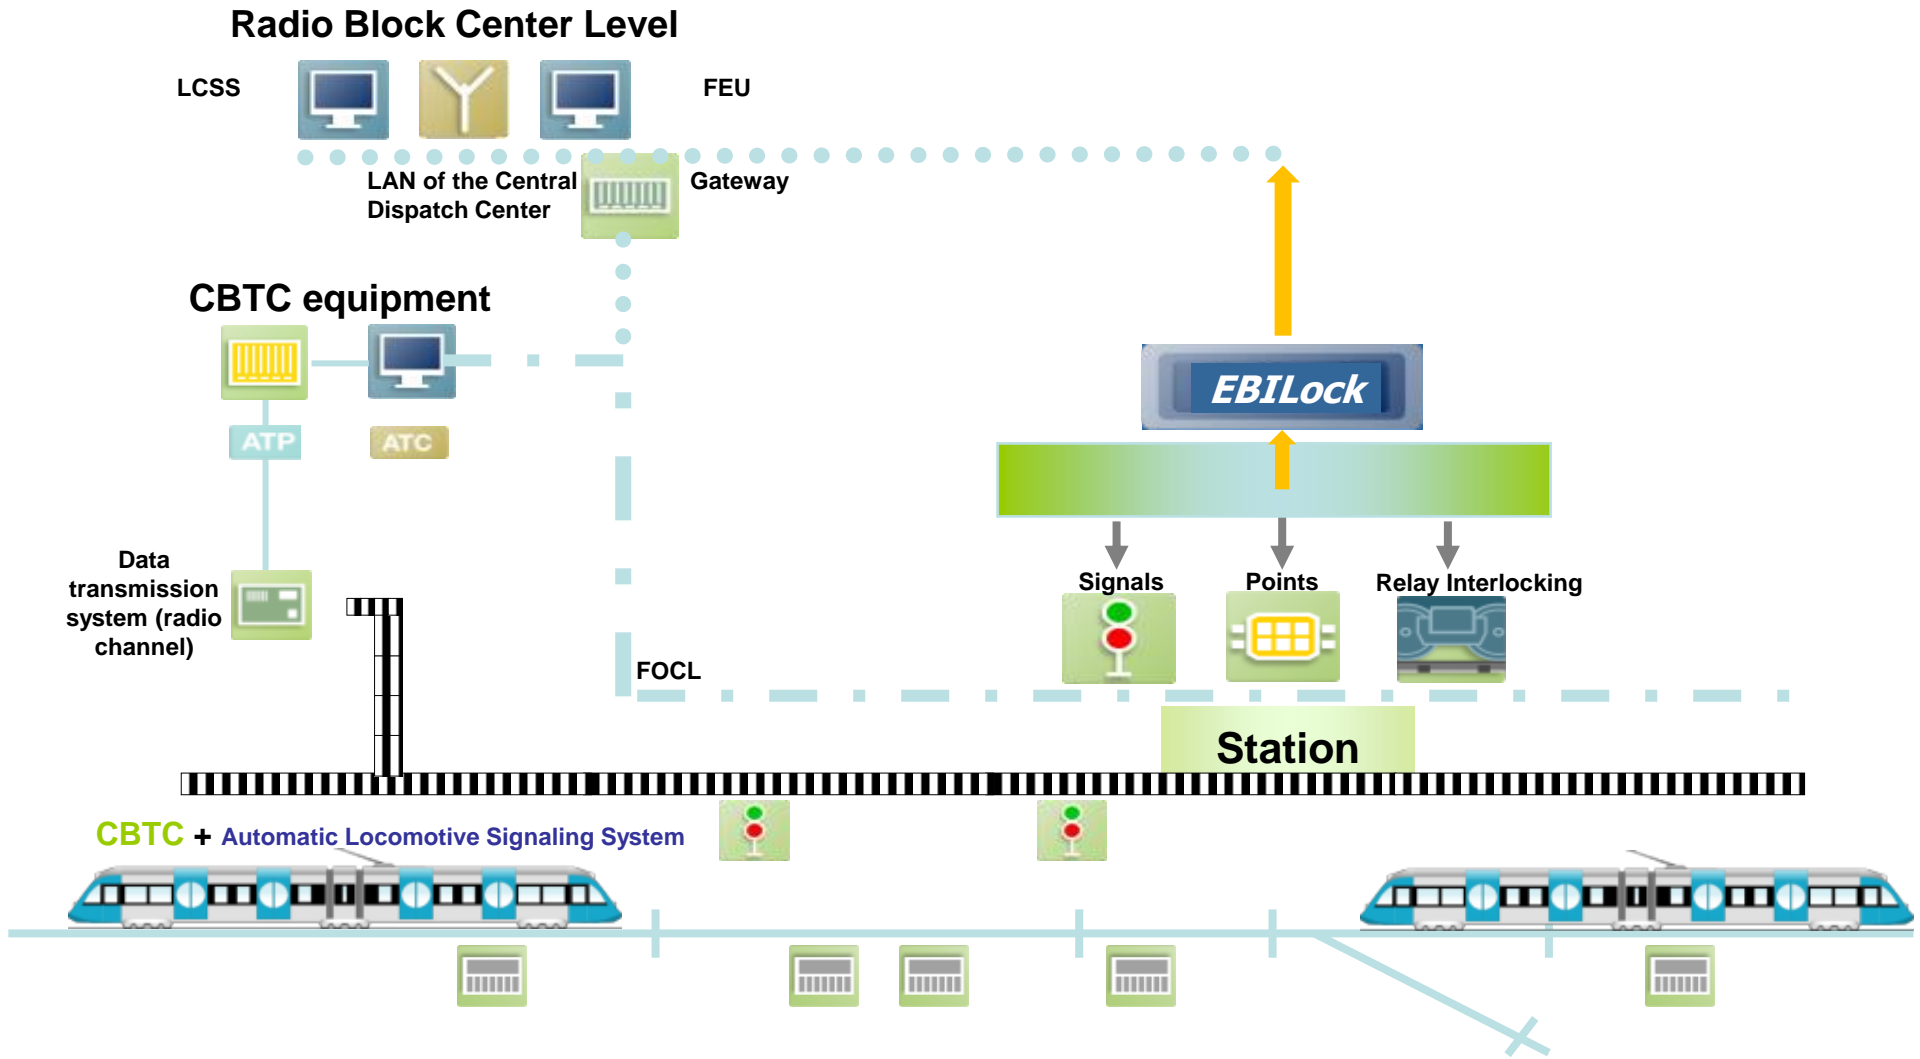 Radio Block Center Level
LCSS
FEU
LAN of the Central
Dispatch Center
Gateway
CBTC equipment
EBILock
ATP
ATC
Data
transmission
system (radio
channel)
Signals
Points
Relay Interlocking
FOCL
Station
CBTC + Automatic Locomotive Signaling System